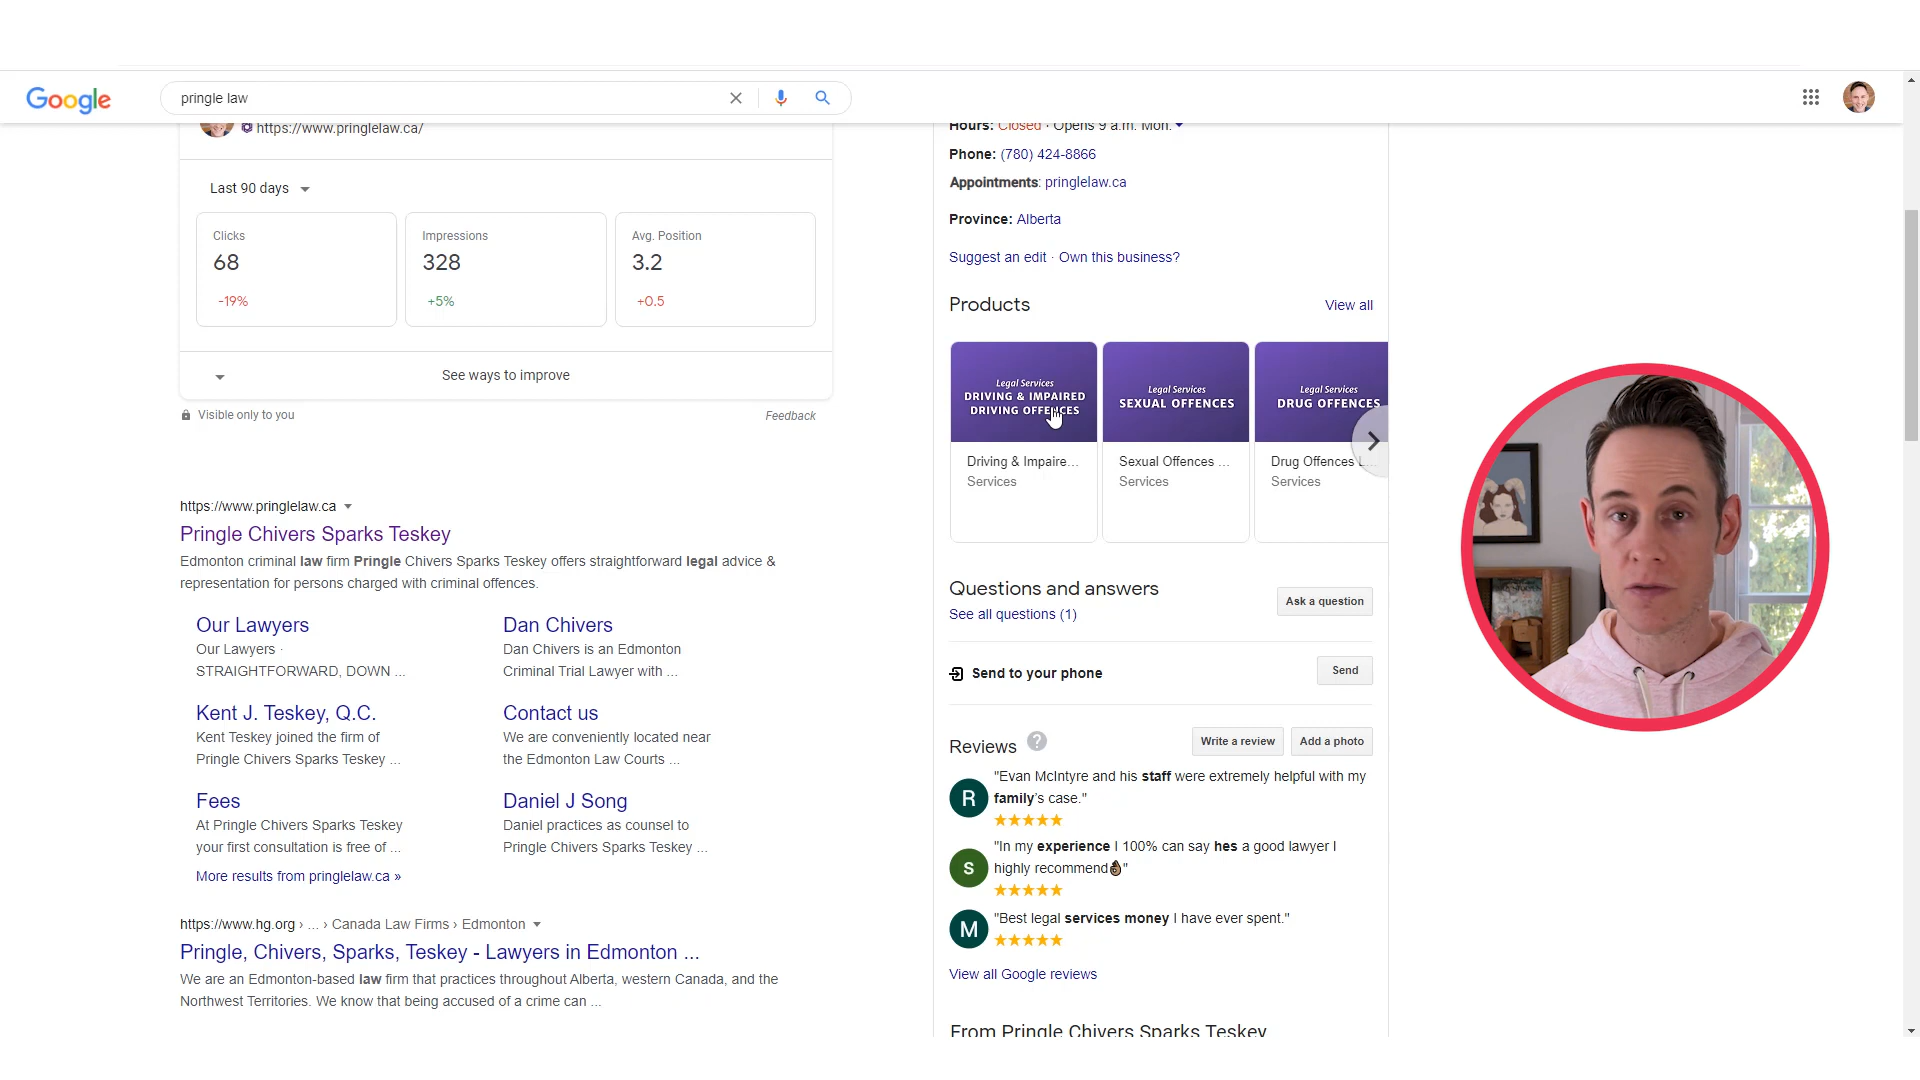 Google
pringle law
https://www.pringlelaw.ca/
Last 90 days
Clicks
68
-19%
Impressions
328
+5%
Avg. Position
3.2
+0.5
See ways to improve
Visible only to you
Feedback
https://www.pringlelaw.ca
Pringle Chivers Sparks Teskey
Edmonton criminal law firm Pringle Chivers Sparks Teskey offers straightforward legal advice &
representation for persons charged with criminal offences.
Our Lawyers
Our Lawyers ·
STRAIGHTFORWARD, DOWN ...
Dan Chivers
Dan Chivers is an Edmonton
Criminal Trial Lawyer with ...
Kent J. Teskey, Q.C.
Kent Teskey joined the firm of
Pringle Chivers Sparks Teskey ...
Contact us
We are conveniently located near
the Edmonton Law Courts ...
Fees
At Pringle Chivers Sparks Teskey
your first consultation is free of ...
Daniel J Song
Daniel practices as counsel to
Pringle Chivers Sparks Teskey ...
More results from pringlelaw.ca »
https://www.hg.org › ... › Canada Law Firms › Edmonton
Pringle, Chivers, Sparks, Teskey - Lawyers in Edmonton ...
We are an Edmonton-based law firm that practices throughout Alberta, western Canada, and the
Northwest Territories. We know that being accused of a crime can ...
Hours: Closed · Opens 9 a.m. Mon.
Phone: (780) 424-8866
Appointments: pringlelaw.ca
Province: Alberta
Suggest an edit · Own this business?
Products
View all
Legal Services
DRIVING & IMPAIRED
DRIVING OFFENCES
Driving & Impaire...
Services
Legal Services
SEXUAL OFFENCES
Sexual Offences ...
Services
Legal Services
DRUG OFFENCES
Drug Offences L...
Services
Questions and answers
See all questions (1)
Ask a question
Send to your phone
Send
Reviews
?
Write a review
Add a photo
R
"Evan McIntyre and his staff were extremely helpful with my
family's case."
S
"In my experience I 100% can say hes a good lawyer I
highly recommend👌🏾"
M
"Best legal services money I have ever spent."
View all Google reviews
From Pringle Chivers Sparks Teskey